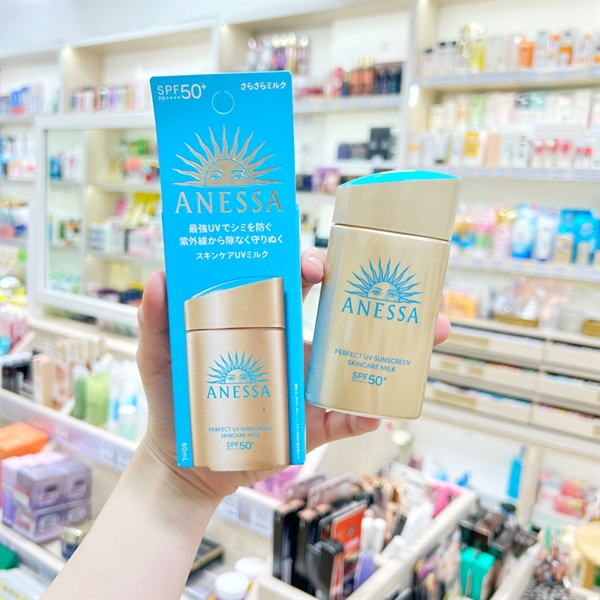 SPF50+
PA++++
さらさらミルク
ANESSA
最強UVでシミを防ぐ
紫外線から隙なく守りぬく
スキンケアUVミルク
ANESSA
PERFECT UV SUNSCREEN
SKINCARE MILK
SPF50+
60mL
ANESSA
PERFECT UV SUNSCREEN
SKINCARE MILK
SPF50+